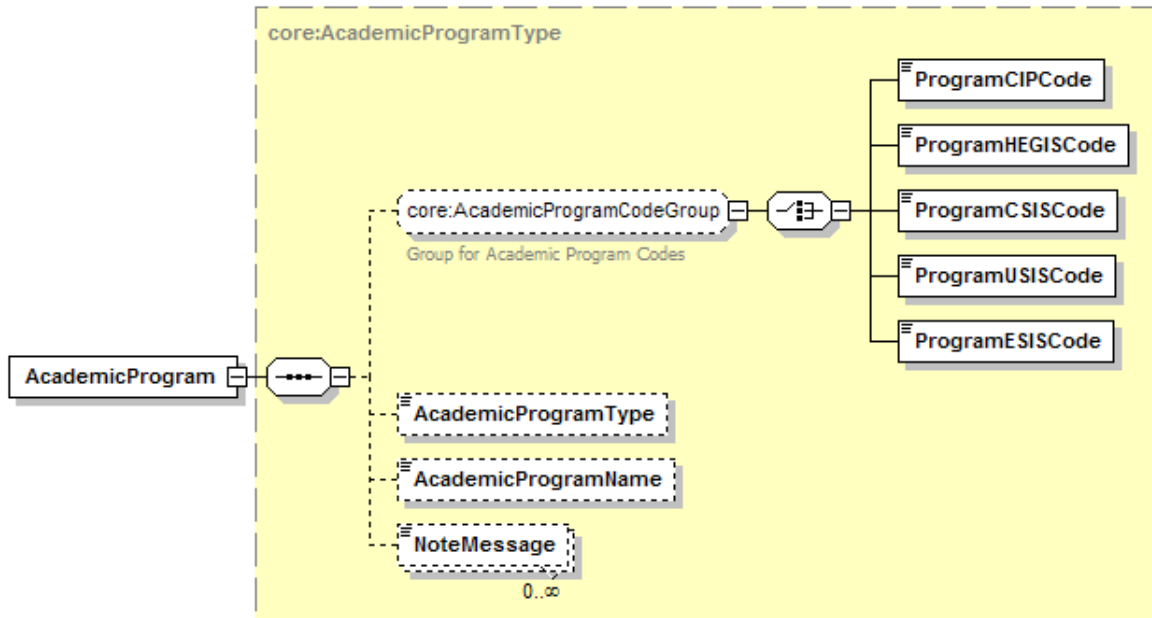 core:AcademicProgramType
ProgramCIPCode
ProgramHEGISCode
core:AcademicProgramCodeGroup
ProgramCSISCode
Group for Academic Program Codes
ProgramUSISCode
ProgramESISCode
AcademicProgram
AcademicProgramType
AcademicProgramName
NoteMessage
0..∞